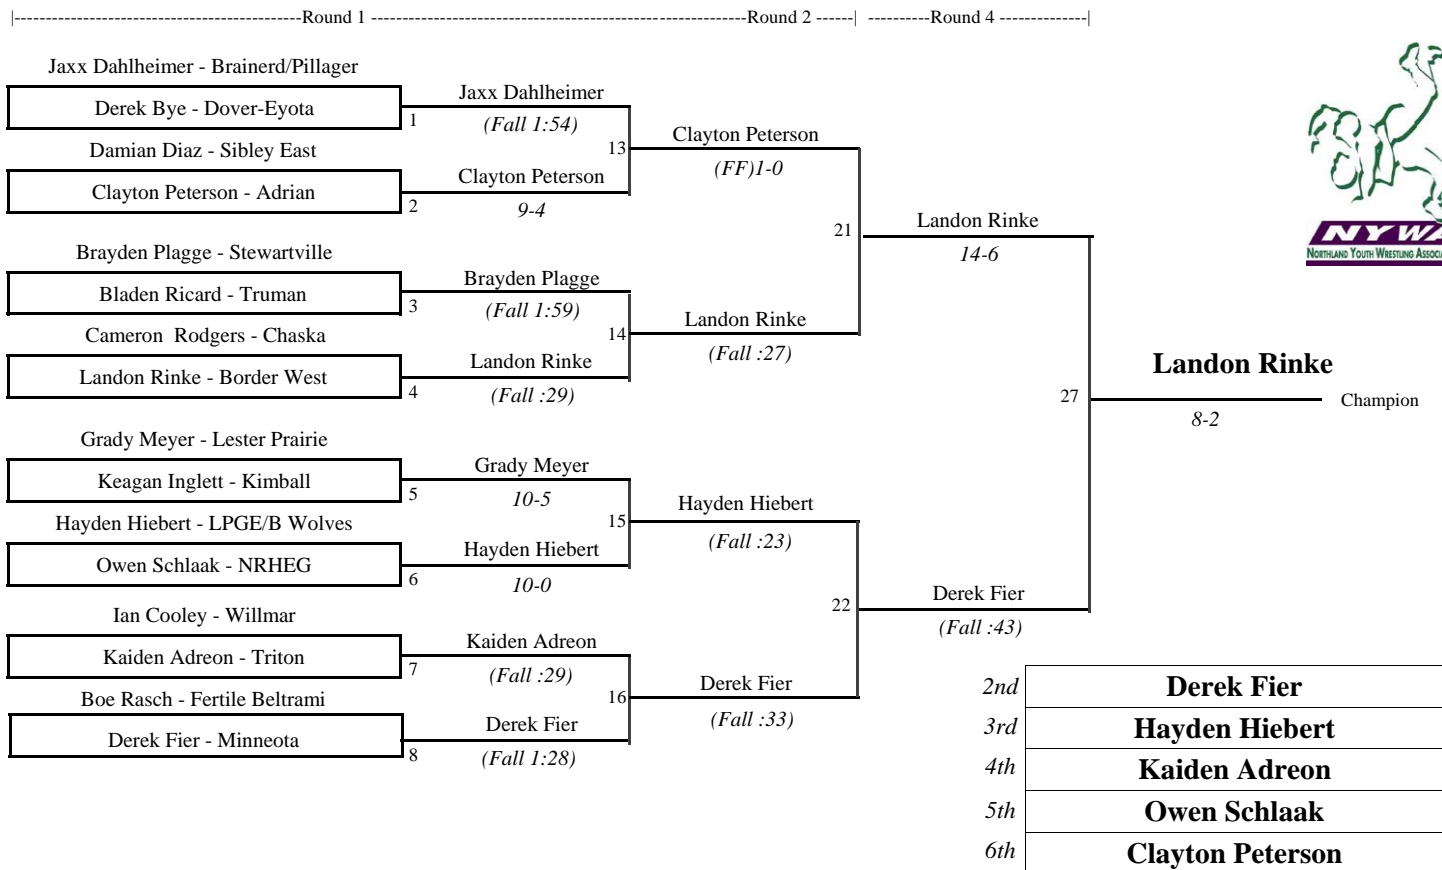 |-----------------------------------------Round 1 -----------------------------------------------------Round 2 ------| ----------Round 4 --------------|
Jaxx Dahlheimer - Brainerd/Pillager
Derek Bye - Dover-Eyota
1
Jaxx Dahlheimer
(Fall 1:54)
Damian Diaz - Sibley East
Clayton Peterson - Adrian
2
Clayton Peterson
9-4
13
Clayton Peterson
(FF)1-0
Brayden Plagge - Stewartville
Bladen Ricard - Truman
3
Brayden Plagge
(Fall 1:59)
Cameron  Rodgers - Chaska
Landon Rinke - Border West
4
Landon Rinke
(Fall :29)
14
Landon Rinke
(Fall :27)
21
Landon Rinke
14-6
Grady Meyer - Lester Prairie
Keagan Inglett - Kimball
5
Grady Meyer
10-5
Hayden Hiebert - LPGE/B Wolves
Owen Schlaak - NRHEG
6
Hayden Hiebert
10-0
15
Hayden Hiebert
(Fall :23)
Ian Cooley - Willmar
Kaiden Adreon - Triton
7
Kaiden Adreon
(Fall :29)
Boe Rasch - Fertile Beltrami
Derek Fier - Minneota
8
Derek Fier
(Fall 1:28)
16
Derek Fier
(Fall :33)
22
Derek Fier
(Fall :43)
27
Landon Rinke
Champion
8-2
NYWA
NORTHLAND YOUTH WRESTLING
2nd Derek Fier
3rd Hayden Hiebert
4th Kaiden Adreon
5th Owen Schlaak
6th Clayton Peterson